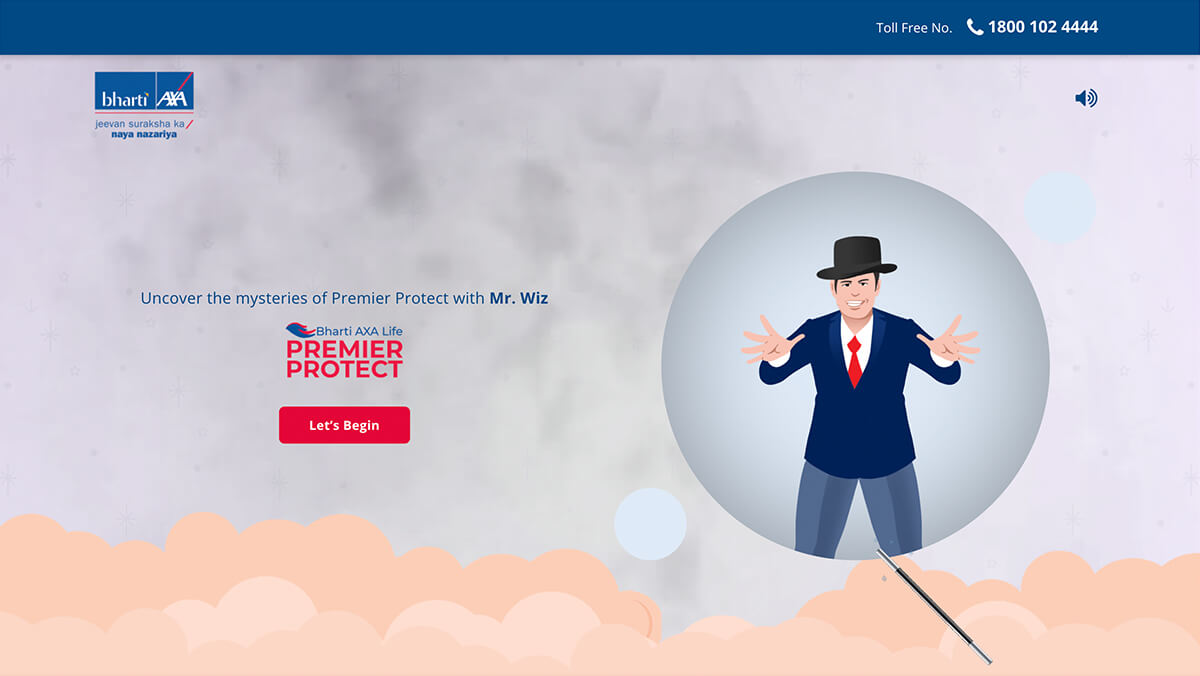 Toll Free No. 1800 102 4444
bharti AXA
jeevan suraksha ka
naya nazariya
Uncover the mysteries of Premier Protect with Mr. Wiz
Bharti AXA Life
PREMIER
PROTECT
Let's Begin